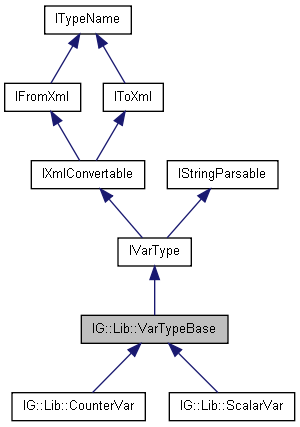 ITypeName
IFromXml
IToXml
IXmlConvertable
IStringParsable
IVarType
IG::Lib::VarTypeBase
IG::Lib::CounterVar
IG::Lib::ScalarVar